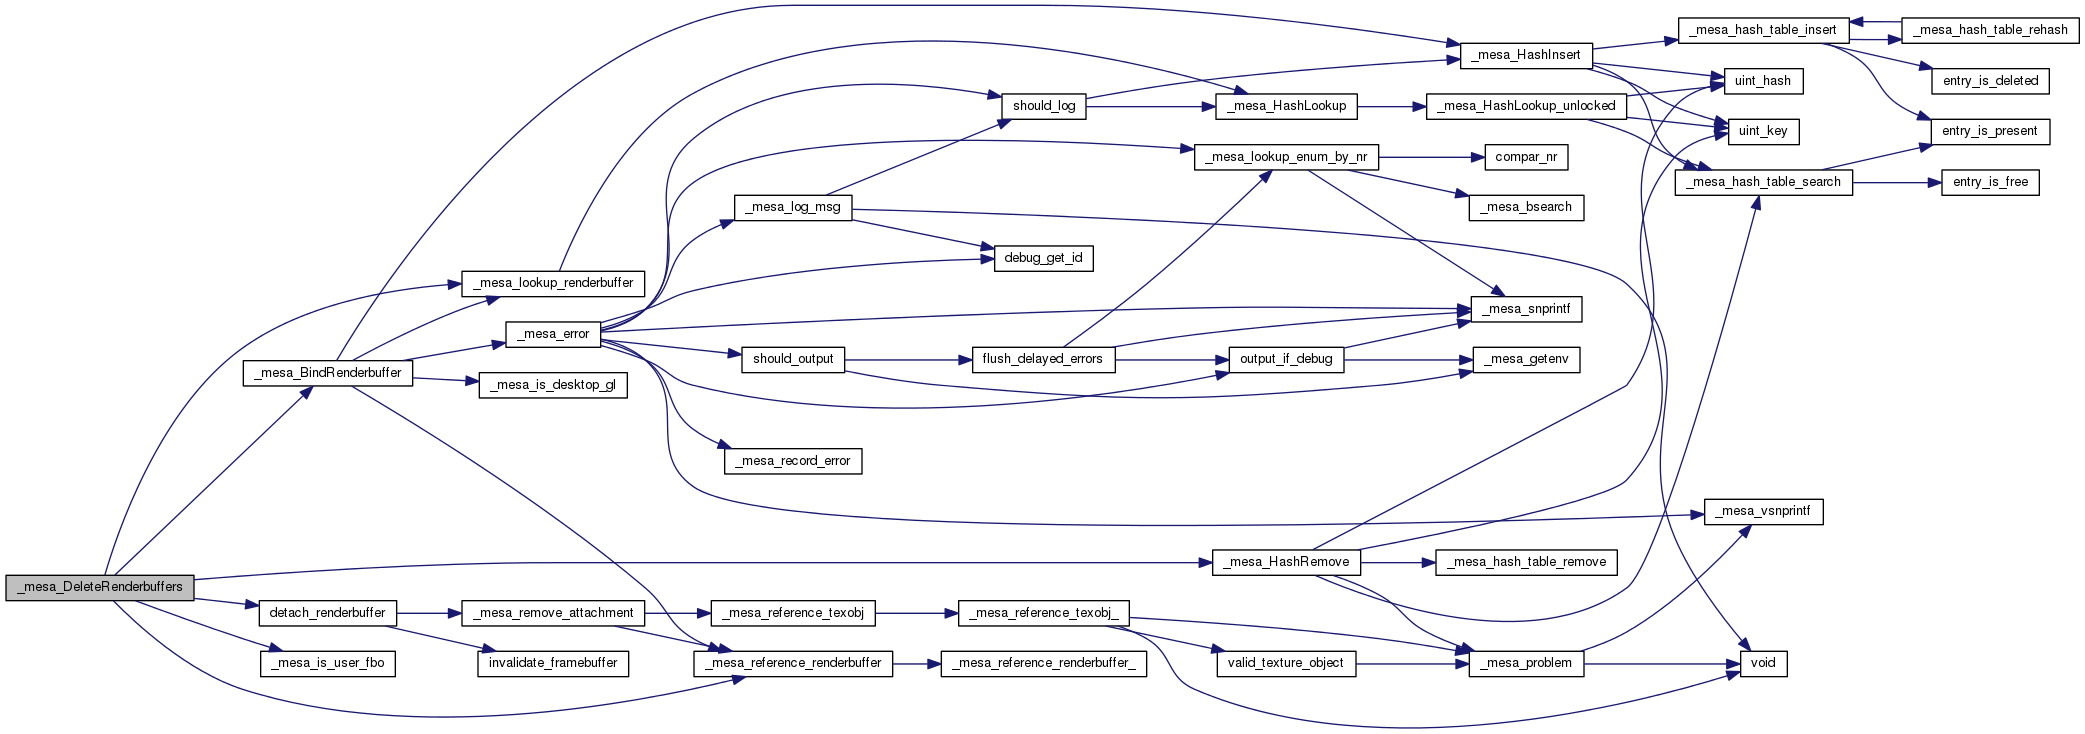 _mesa_DeleteRenderbuffers
_mesa_BindRenderbuffer
detach_renderbuffer
_mesa_is_user_fbo
_mesa_lookup_renderbuffer
_mesa_error
_mesa_is_desktop_gl
_mesa_remove_attachment
invalidate_framebuffer
_mesa_log_msg
should_output
_mesa_record_error
_mesa_reference_texobj
_mesa_reference_renderbuffer
should_log
debug_get_id
flush_delayed_errors
_mesa_reference_texobj_
_mesa_reference_renderbuffer_
_mesa_HashLookup
_mesa_lookup_enum_by_nr
output_if_debug
_mesa_HashRemove
valid_texture_object
_mesa_HashInsert
_mesa_HashLookup_unlocked
compar_nr
_mesa_bsearch
_mesa_snprintf
_mesa_getenv
_mesa_hash_table_remove
_mesa_problem
_mesa_hash_table_insert
uint_hash
uint_key
_mesa_hash_table_search
_mesa_vsnprintf
void
_mesa_hash_table_rehash
entry_is_deleted
entry_is_present
entry_is_free